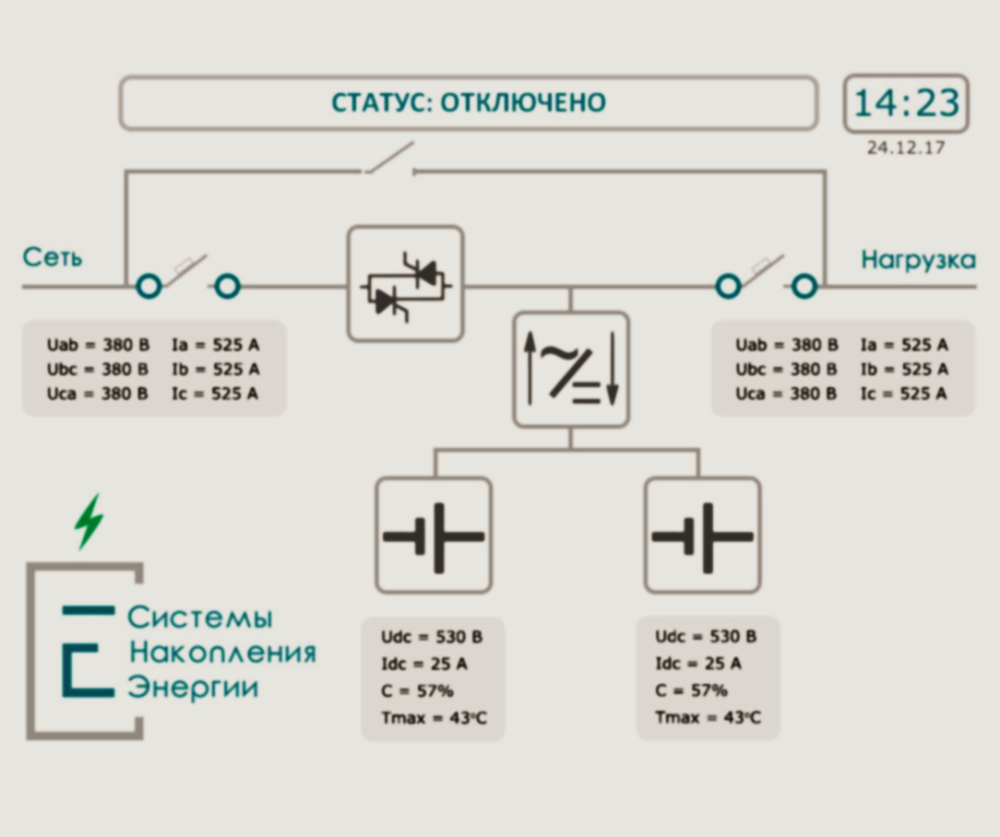 СТАТУС: ОТКЛЮЧЕНО
14:23
24.12.17
Сеть
Нагрузка
Uab = 380 В Ia = 525 А
Ubc = 380 В Ib = 525 А
Uca = 380 В Ic = 525 А
Uab = 380 В Ia = 525 А
Ubc = 380 В Ib = 525 А
Uca = 380 В Ic = 525 А
Системы
Накопления
Энергии
Udc = 530 В
Idc = 25 А
C = 57%
Tmax = 43°C
Udc = 530 В
Idc = 25 А
C = 57%
Tmax = 43°C